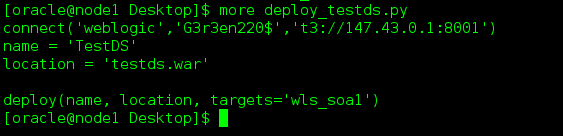 [oracle@node1 Desktop]$ more deploy_testds.py
connect('weblogic','G3r3en220$','t3://147.43.0.1:8001')
name = 'TestDS'
location = 'testds.war'
deploy(name, location, targets='wls_soa1')
[oracle@node1 Desktop]$